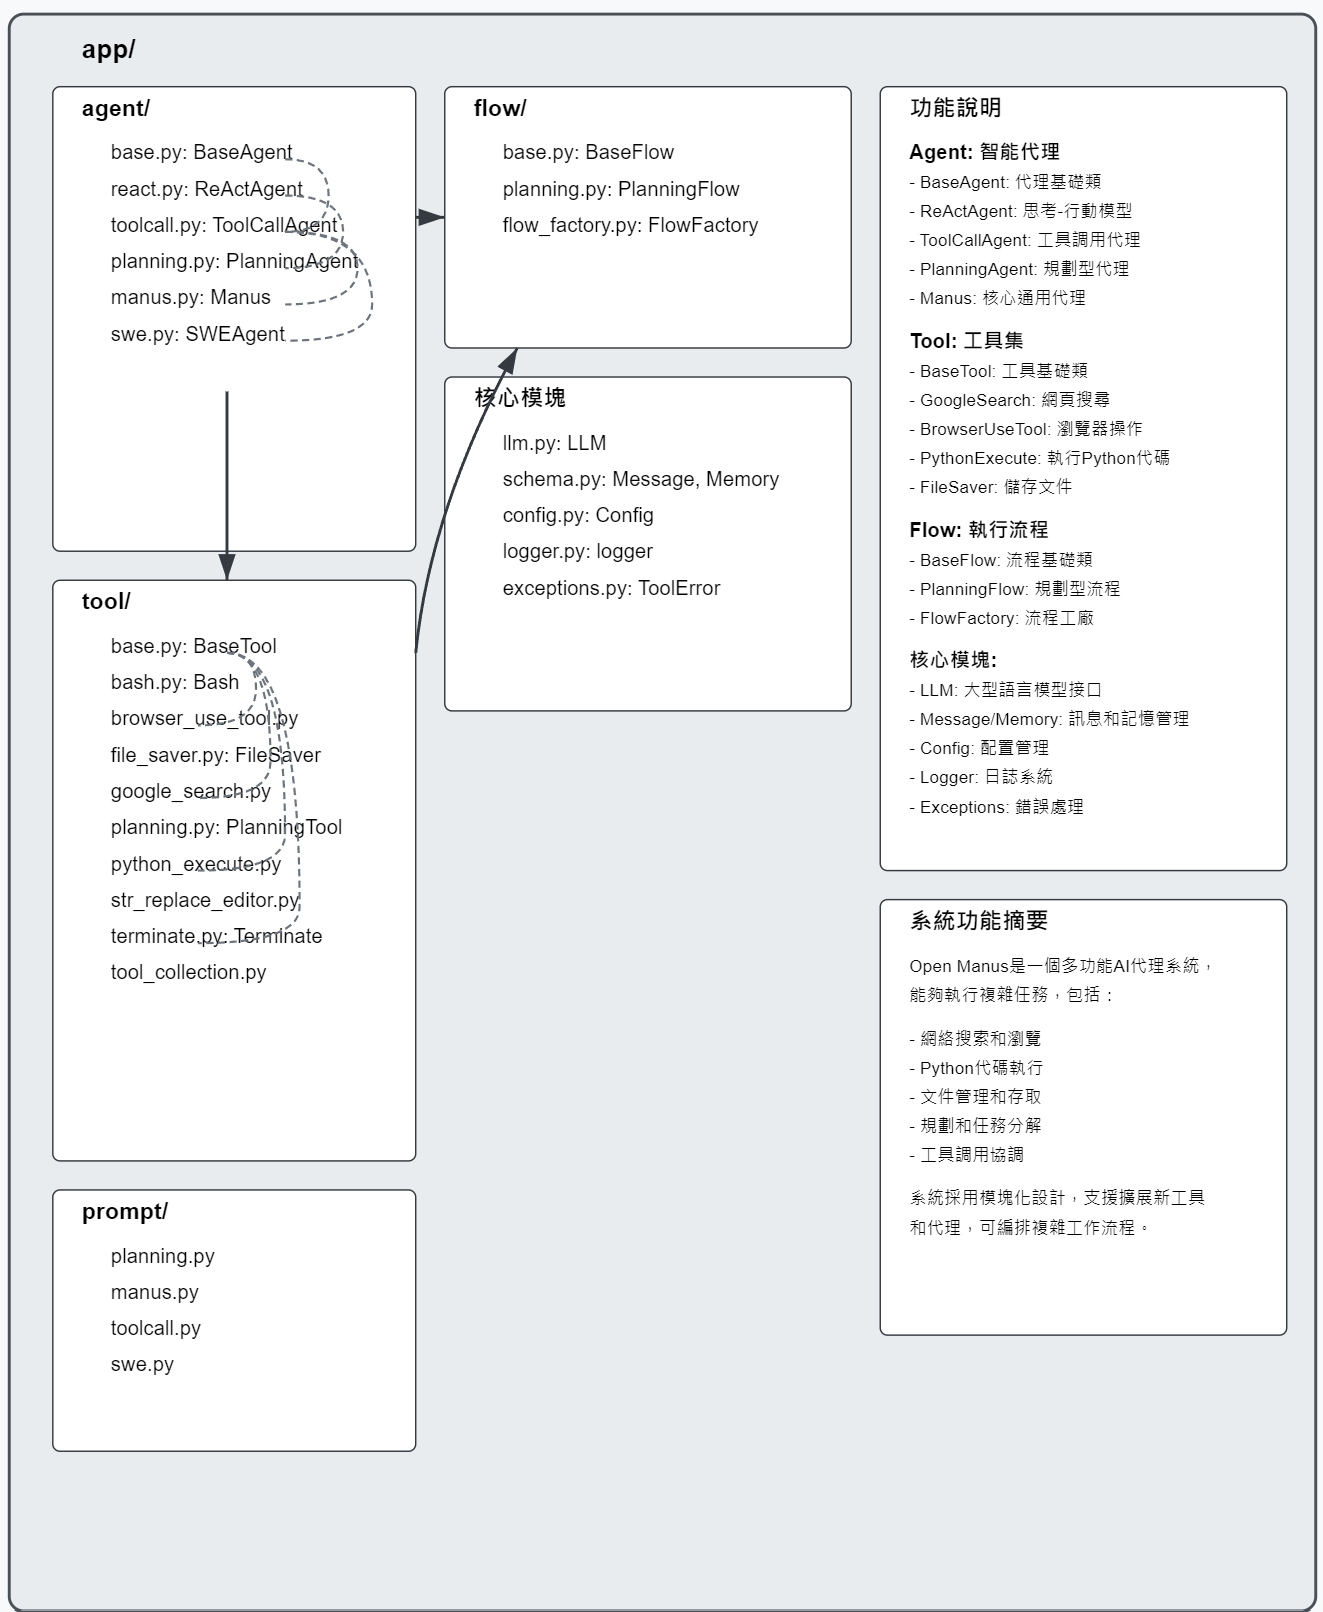 app/
agent/
base.py: BaseAgent
react.py: ReActAgent
toolcall.py: ToolCallAgent
planning.py: PlanningAgent
manus.py: Manus
swe.py: SWEAgent
flow/
base.py: BaseFlow
planning.py: PlanningFlow
flow_factory.py: FlowFactory
核心模塊
llm.py: LLM
schema.py: Message, Memory
config.py: Config
logger.py: logger
exceptions.py: ToolError
tool/
base.py: BaseTool
bash.py: Bash
browser_use_tool.py
file_saver.py: FileSaver
google_search.py
planning.py: PlanningTool
python_execute.py
str_replace_editor.py
terminate.py: Terminate
tool_collection.py
prompt/
planning.py
manus.py
toolcall.py
swe.py
功能說明
Agent: 智能代理
- BaseAgent: 代理基礎類
- ReActAgent: 思考-行動模型
- ToolCallAgent: 工具調用代理
- PlanningAgent: 規劃型代理
- Manus: 核心通用代理
Tool: 工具集
- BaseTool: 工具基礎類
- GoogleSearch: 網頁搜尋
- BrowserUseTool: 瀏覽器操作
- PythonExecute: 執行Python代碼
- FileSaver: 儲存文件
Flow: 執行流程
- BaseFlow: 流程基礎類
- PlanningFlow: 規劃型流程
- FlowFactory: 流程工廠
核心模塊:
- LLM: 大型語言模型接口
- Message/Memory: 訊息和記憶管理
- Config: 配置管理
- Logger: 日誌系統
- Exceptions: 錯誤處理
系統功能摘要
Open Manus是一個多功能AI代理系統，
能夠執行複雜任務，包括：
- 網絡搜索和瀏覽
- Python代碼執行
- 文件管理和存取
- 規劃和任務分解
- 工具調用協調
系統採用模塊化設計，支援擴展新工具
和代理，可編排複雜工作流程。